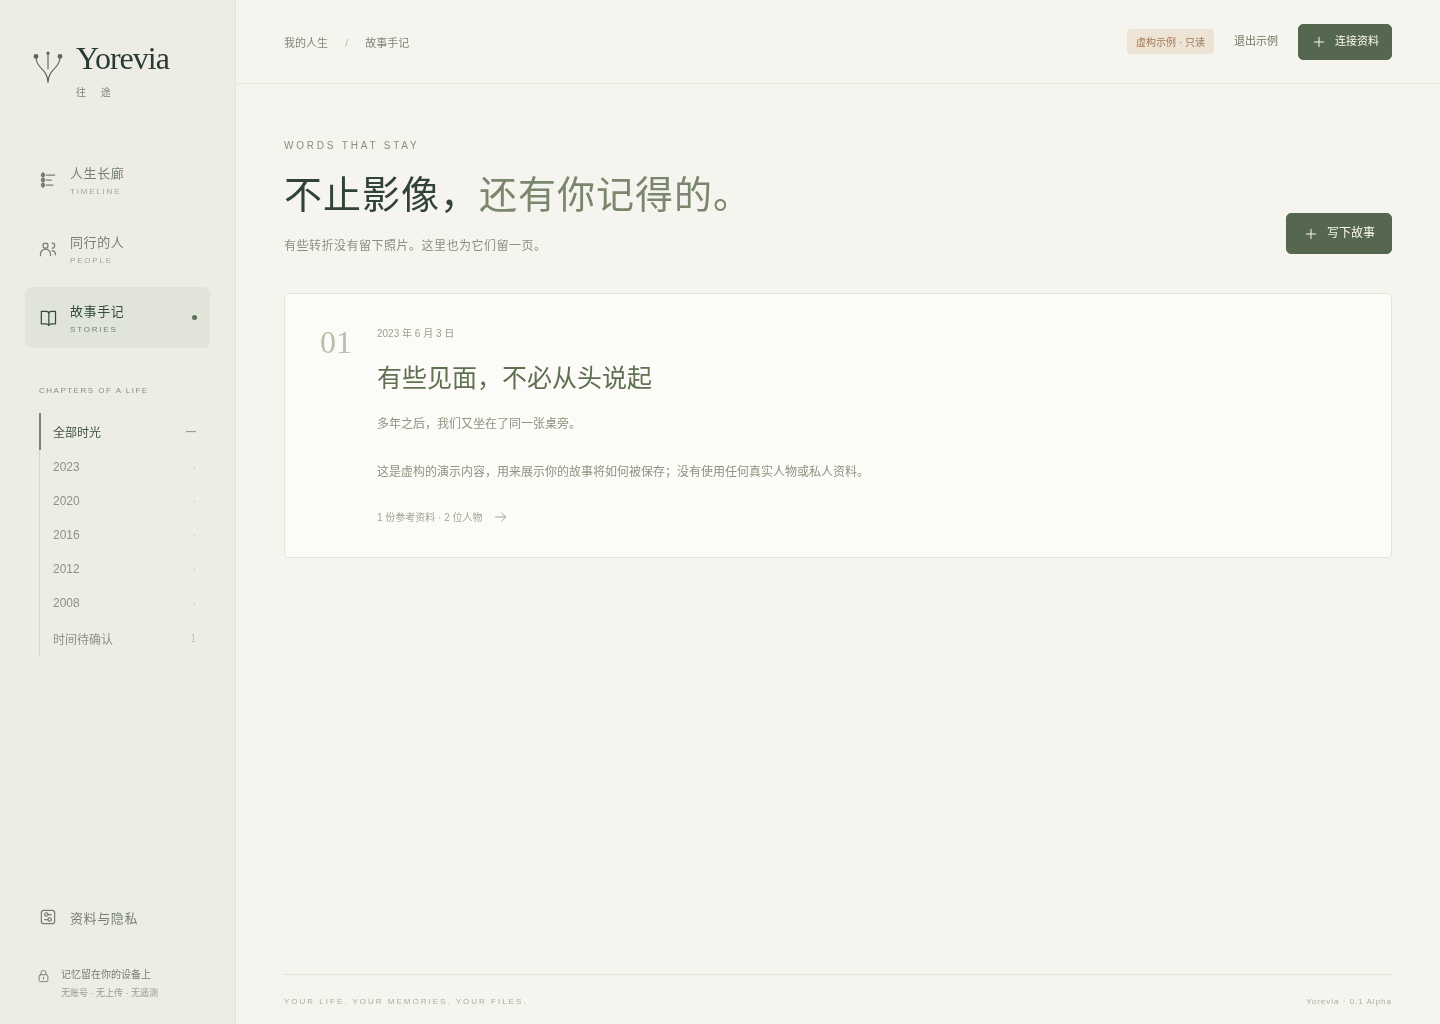 Yorevia
往 途
人生长廊
TIMELINE
同行的人
PEOPLE
故事手记
STORIES
CHAPTERS OF A LIFE
全部时光 —
2023 ·
2020 ·
2016 ·
2012 ·
2008 ·
时间待确认 1
资料与隐私
记忆留在你的设备上
无账号 · 无上传 · 无遥测
我的人生 / 故事手记
虚构示例 · 只读
退出示例
连接资料
WORDS THAT STAY
不止影像，还有你记得的。
有些转折没有留下照片。这里也为它们留一页。
写下故事
01
2023 年 6 月 3 日
有些见面，不必从头说起
多年之后，我们又坐在了同一张桌旁。
这是虚构的演示内容，用来展示你的故事将如何被保存；没有使用任何真实人物或私人资料。
1 份参考资料 · 2 位人物
YOUR LIFE. YOUR MEMORIES. YOUR FILES.
Yorevia · 0.1 Alpha